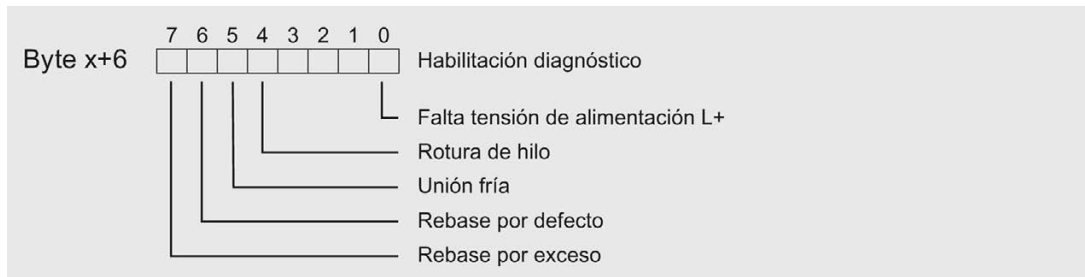 7 6 5 4 3 2 1 0
Byte x+6 Habilitación diagnóstico
Falta tensión de alimentación L+
Rotura de hilo
Unión fría
Rebase por defecto
Rebase por exceso